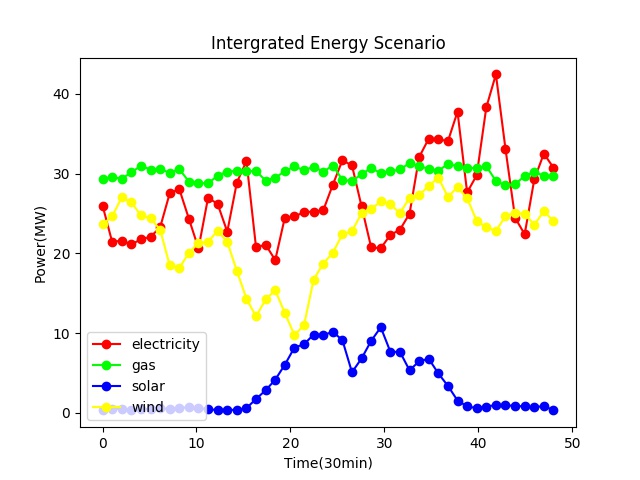 Intergrated Energy Scenario
Power(MW)
40
30
20
10
0
electricity
gas
solar
wind
0 10 20 30 40 50
Time(30min)